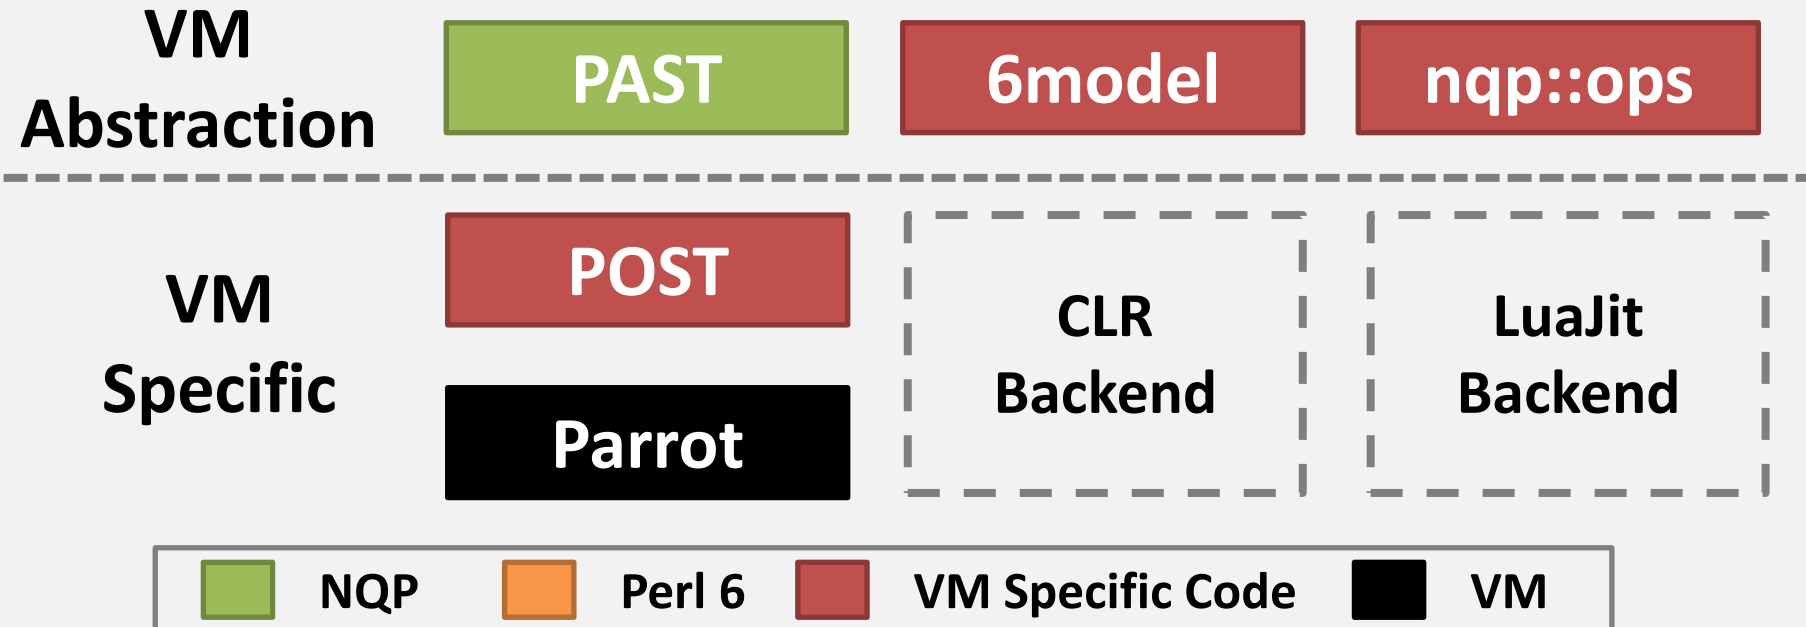 VM
Abstraction
PAST
6model
nqp::ops
VM
Specific
POST
Parrot
CLR
Backend
LuaJit
Backend
NQP
Perl 6
VM Specific Code
VM